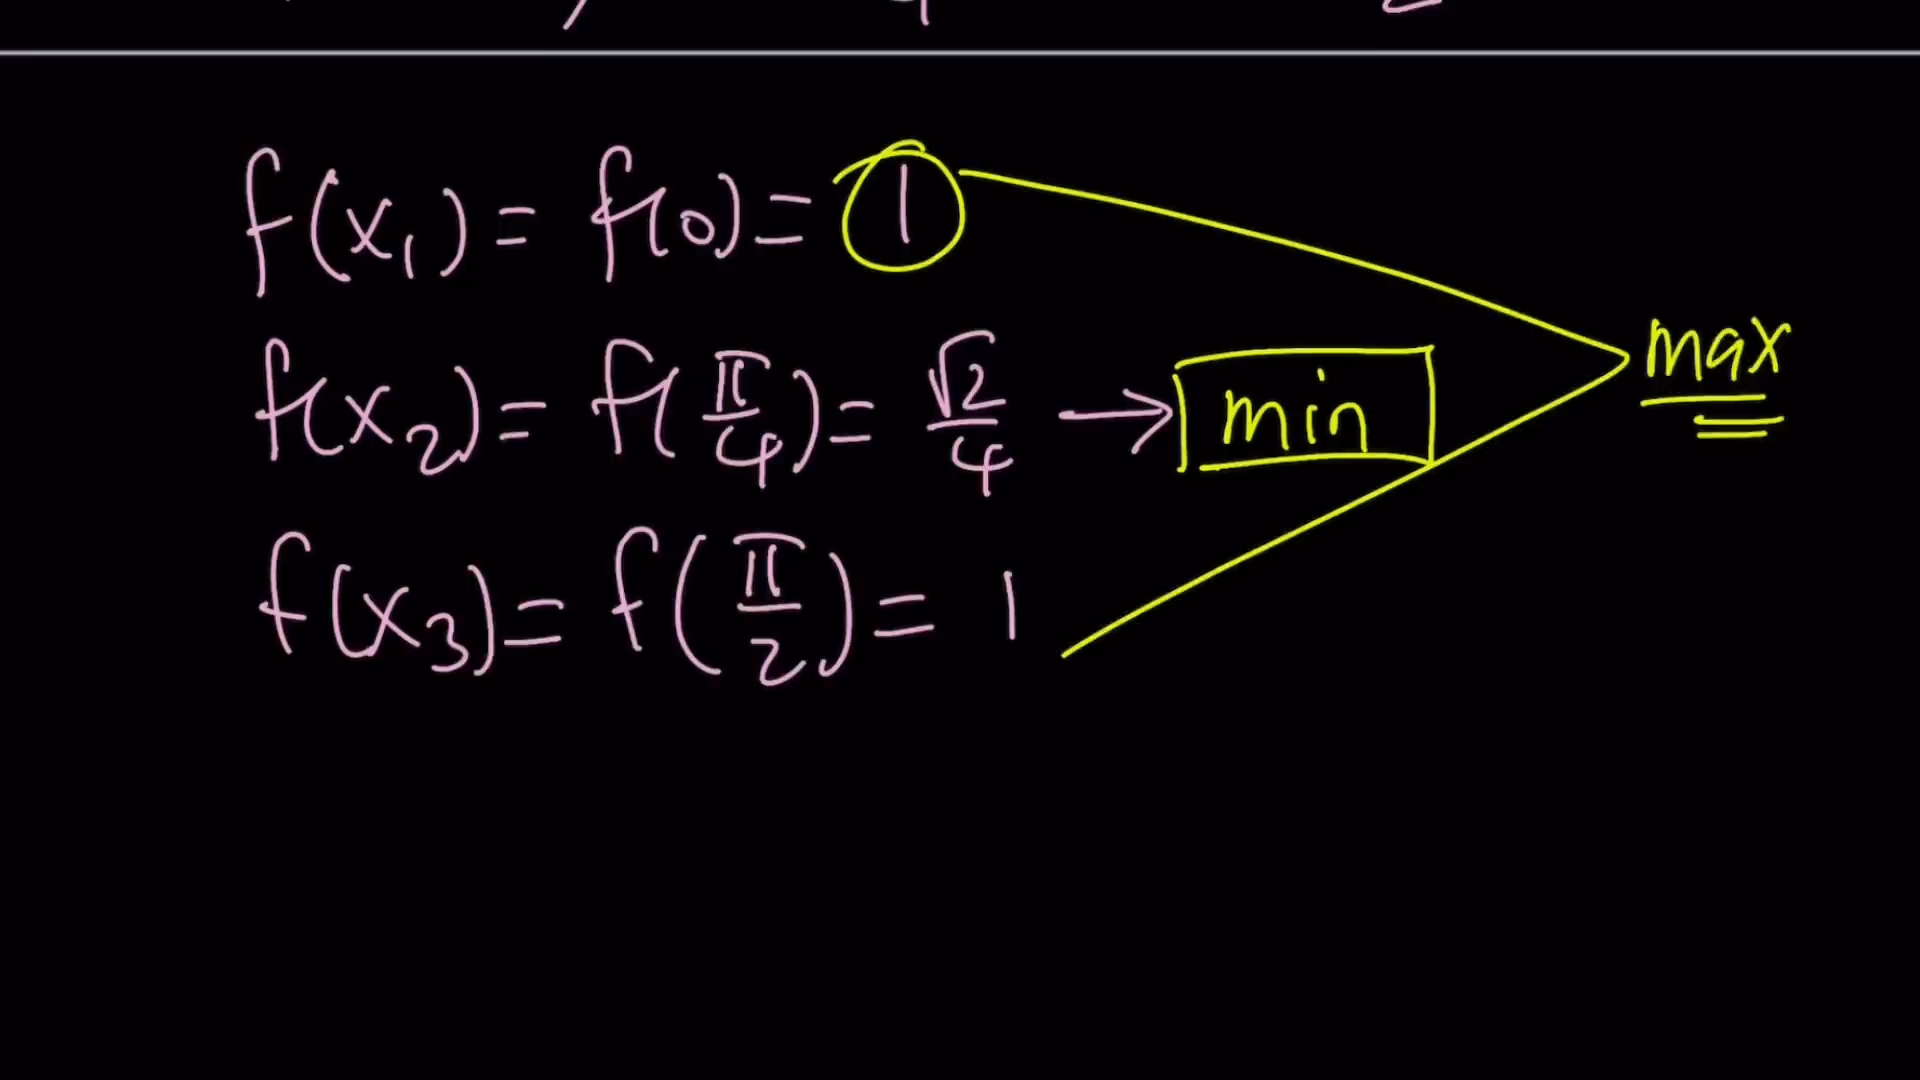 f(x₁) = f(0) = 1
f(x₂) = f(π/4) = √2/4 → min
max
f(x₃) = f(π/2) = 1